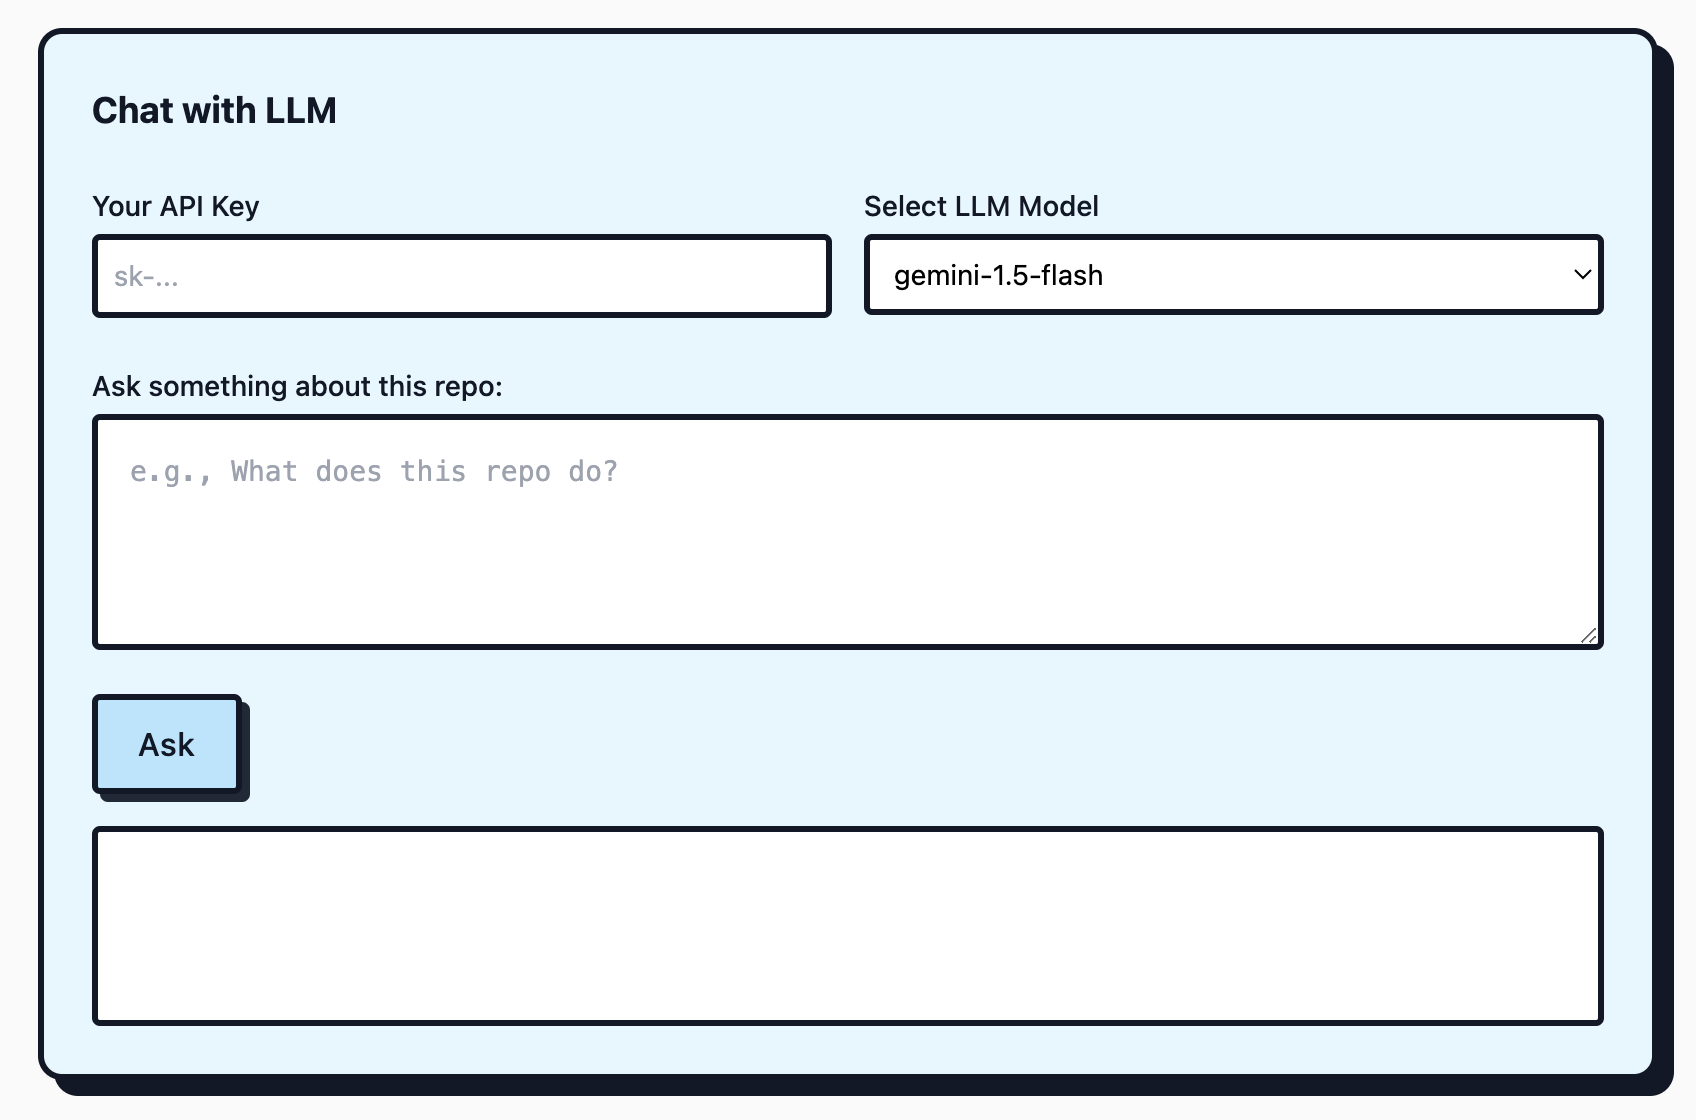 Chat with LLM
Your API Key
Select LLM Model
sk-...
gemini-1.5-flash
Ask something about this repo:
e.g., What does this repo do?
Ask